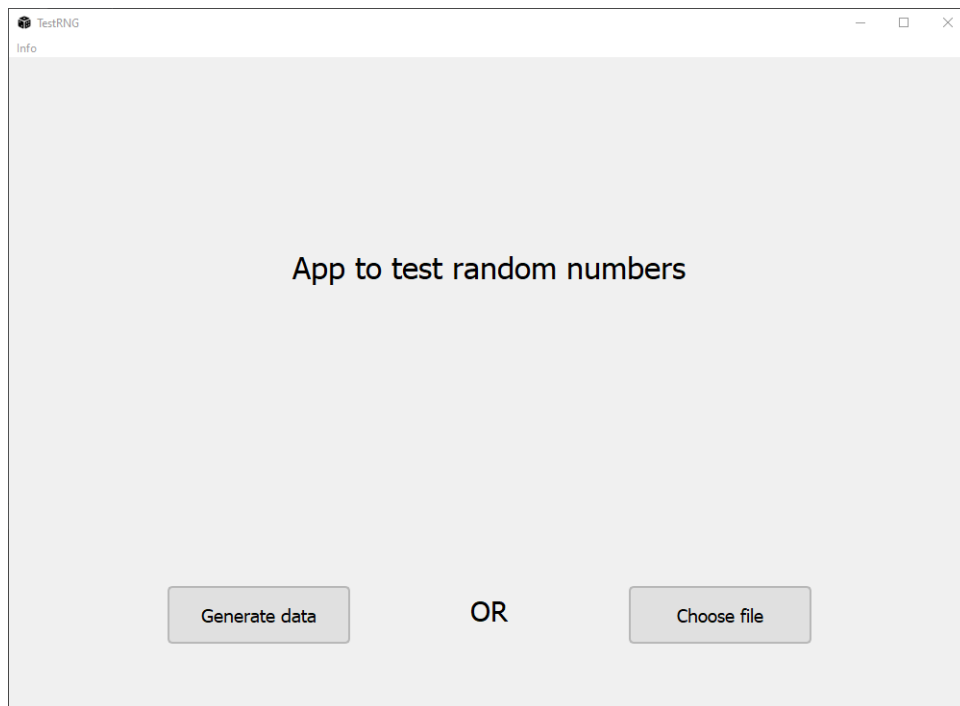 TestRNG
Info
App to test random numbers
Generate data OR Choose file